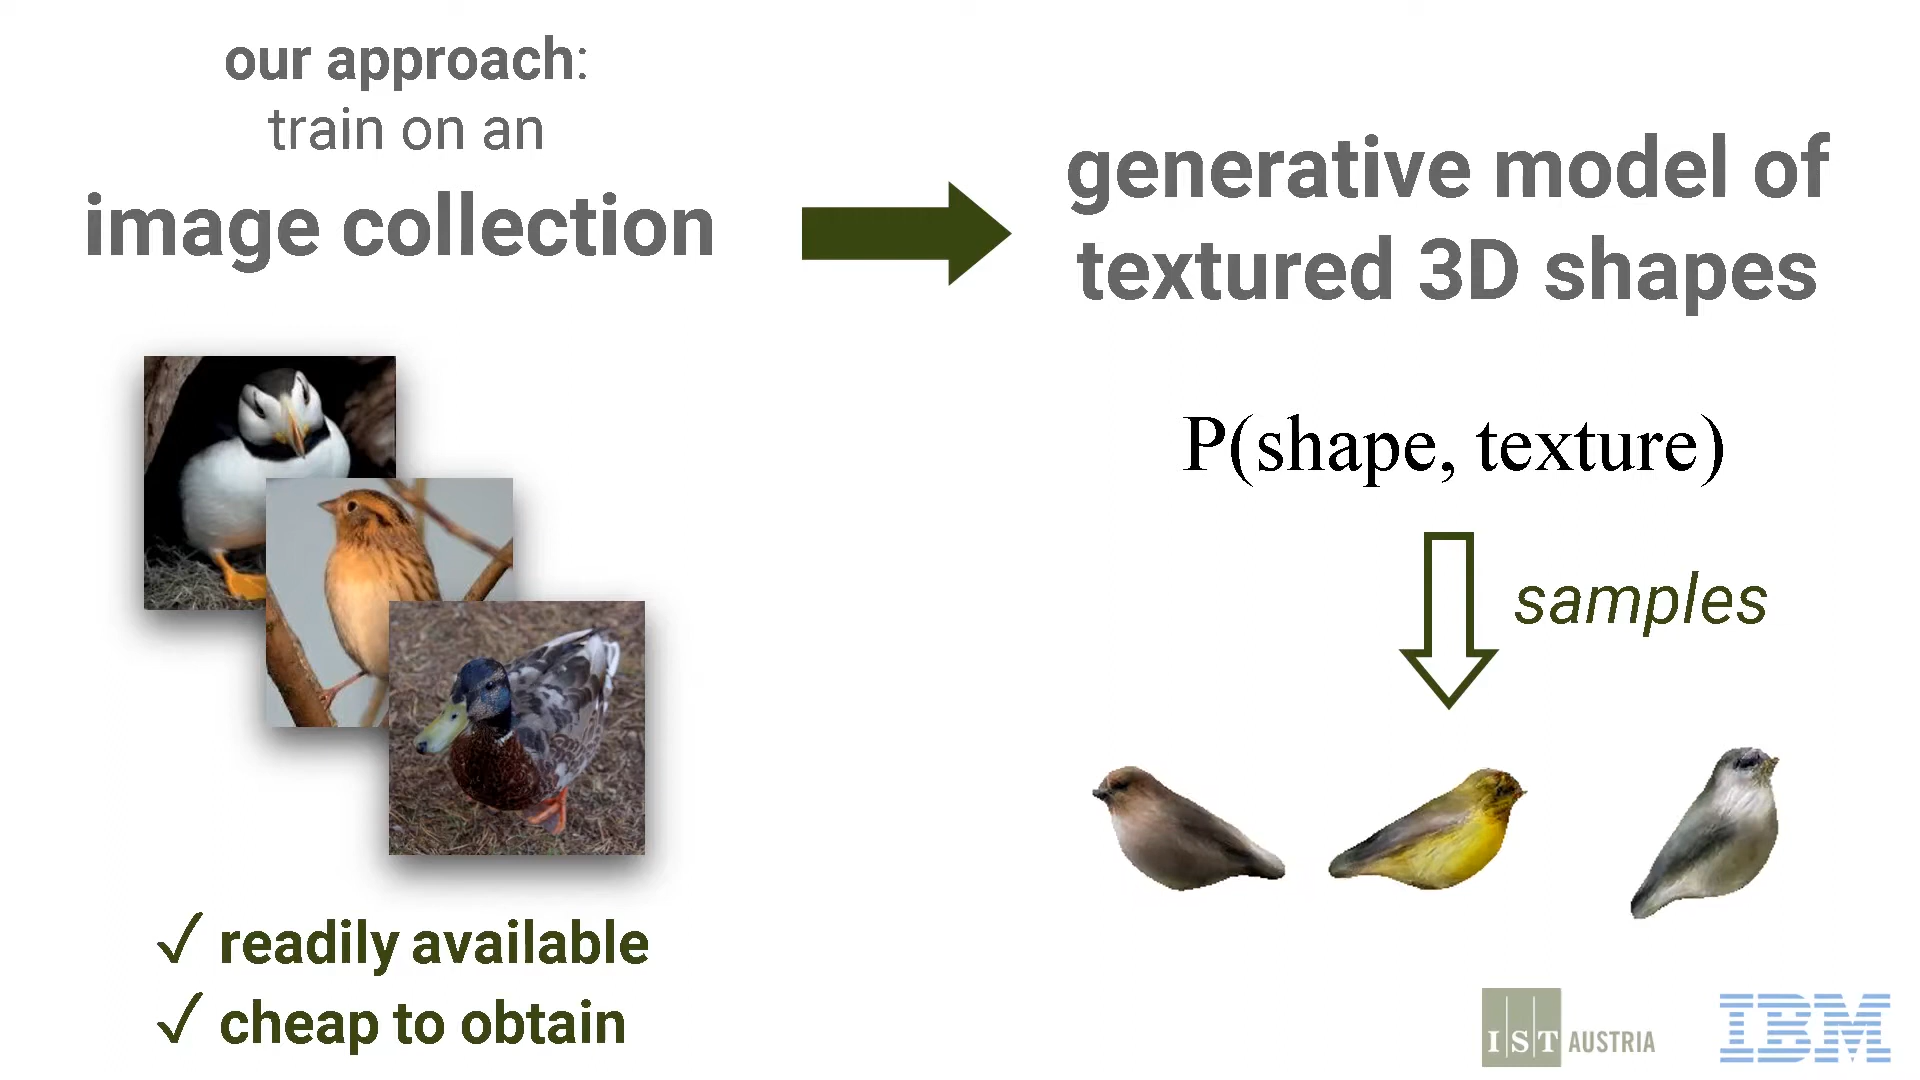 our approach:
train on an
image collection
generative model of
textured 3D shapes
P(shape, texture)
samples
✓ readily available
✓ cheap to obtain
IST AUSTRIA
IBM